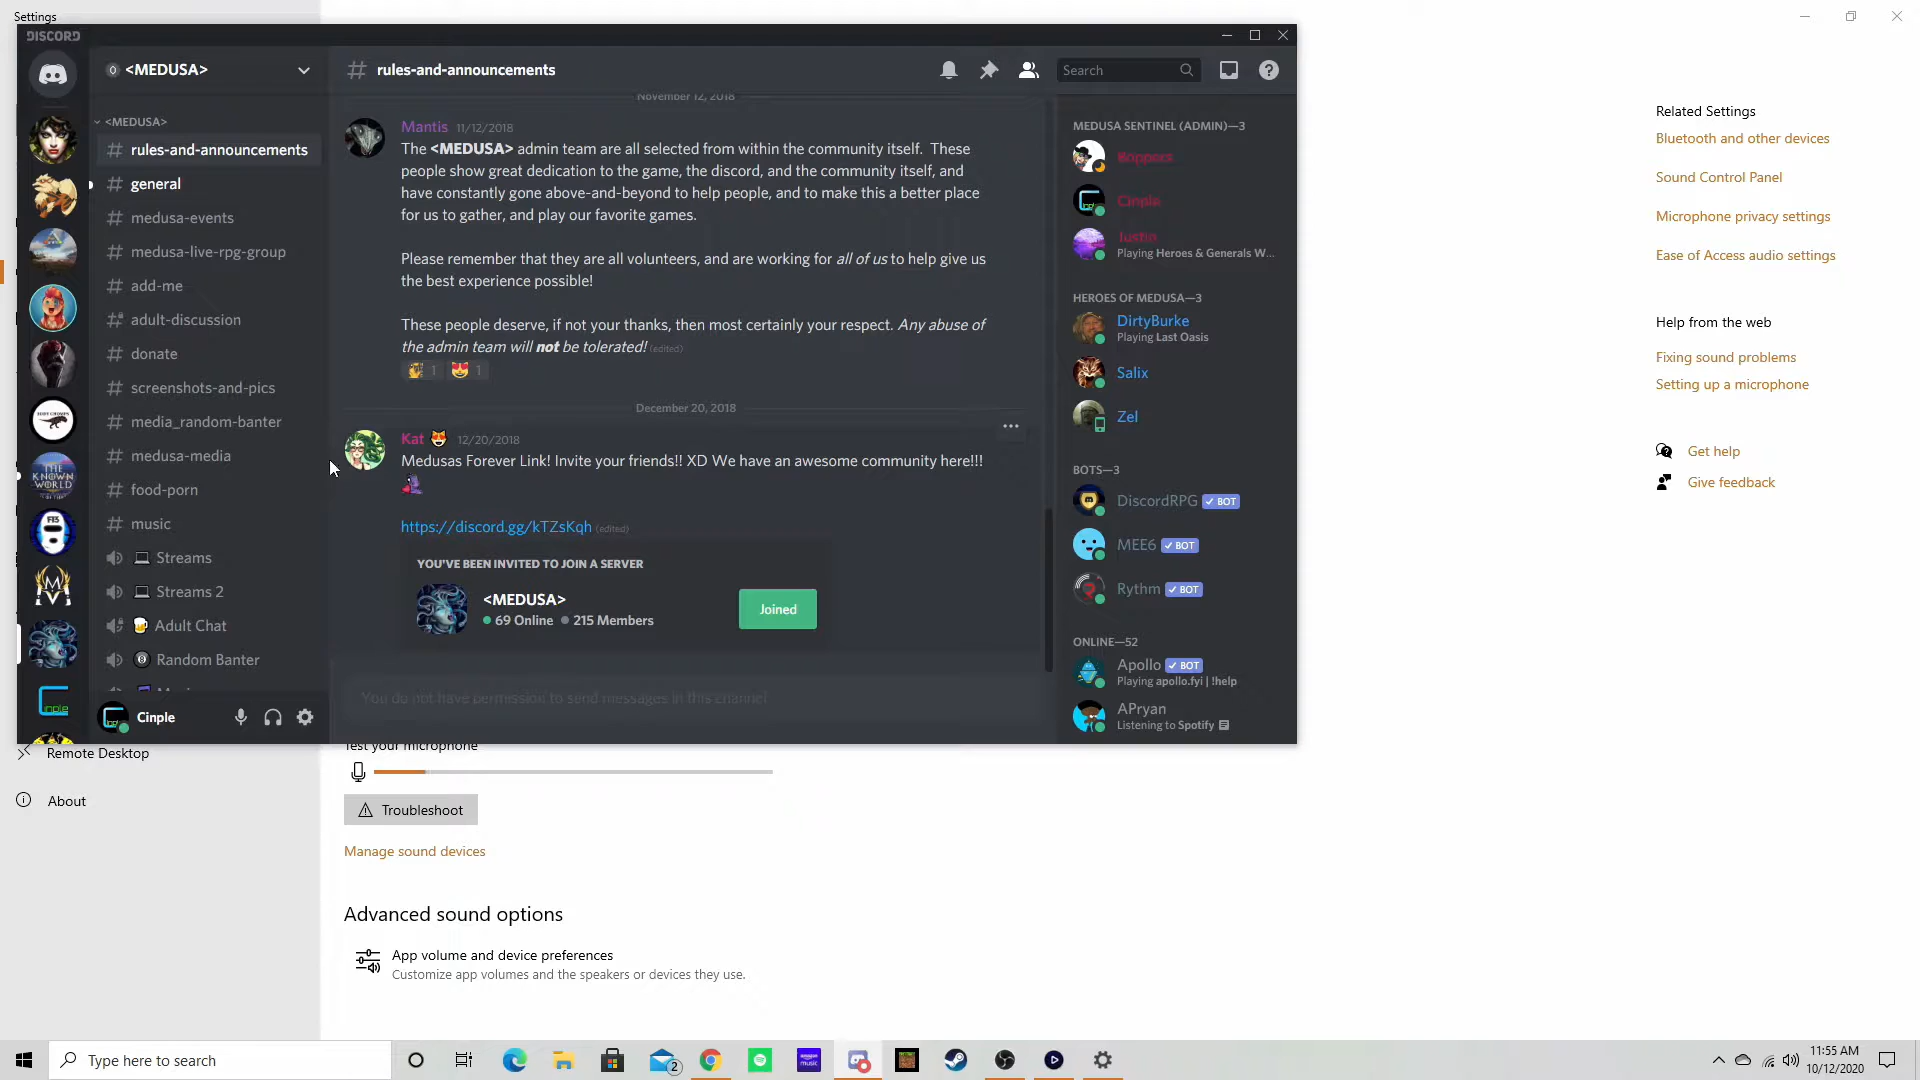 Settings
DISCORD
<MEDUSA>
<MEDUSA>
# rules-and-announcements
# general
# medusa-events
# medusa-live-rpg-group
# add-me
# adult-discussion
# donate
# screenshots-and-pics
# media_random-banter
# medusa-media
# food-porn
# music
Streams
Streams 2
Adult Chat
Random Banter
Cinple
# rules-and-announcements
Search
November 12, 2018
Mantis 11/12/2018
The <MEDUSA> admin team are all selected from within the community itself. These
people show great dedication to the game, the discord, and the community itself, and
have constantly gone above-and-beyond to help people, and to make this a better place
for us to gather, and play our favorite games.
Please remember that they are all volunteers, and are working for all of us to help give us
the best experience possible!
These people deserve, if not your thanks, then most certainly your respect. Any abuse of
the admin team will not be tolerated! (edited)
1 1
December 20, 2018
Kat 12/20/2018
Medusas Forever Link! Invite your friends!! XD We have an awesome community here!!!
https://discord.gg/kTZsKqh (edited)
YOU'VE BEEN INVITED TO JOIN A SERVER
<MEDUSA>
69 Online 215 Members
Joined
You do not have permission to send messages in this channel
MEDUSA SENTINEL (ADMIN)—3
Boppers
Cinple
Justin
Playing Heroes & Generals W...
HEROES OF MEDUSA—3
DirtyBurke
Playing Last Oasis
Salix
Zel
BOTS—3
DiscordRPG ✓ BOT
MEE6 ✓ BOT
Rythm ✓ BOT
ONLINE—52
Apollo ✓ BOT
Playing apollo.fyi | !help
APryan
Listening to Spotify
Related Settings
Bluetooth and other devices
Sound Control Panel
Microphone privacy settings
Ease of Access audio settings
Help from the web
Fixing sound problems
Setting up a microphone
Get help
Give feedback
Remote Desktop
About
Test your microphone
Troubleshoot
Manage sound devices
Advanced sound options
App volume and device preferences
Customize app volumes and the speakers or devices they use.
Type here to search
2
11:55 AM
10/12/2020